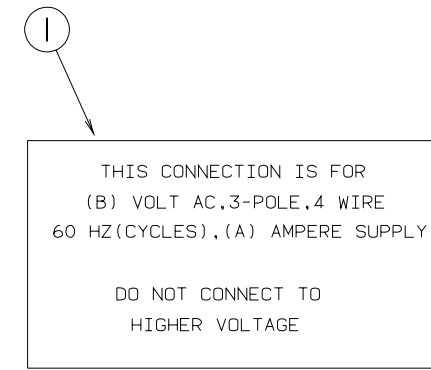 1
THIS CONNECTION IS FOR
(B) VOLT AC,3-POLE,4 WIRE
60 HZ(CYCLES),(A) AMPERE SUPPLY
DO NOT CONNECT TO
HIGHER VOLTAGE